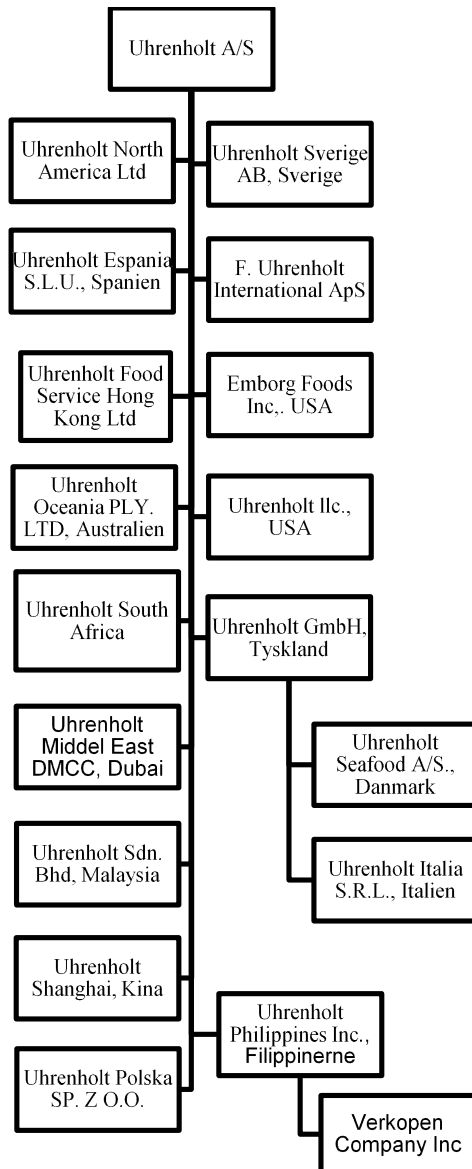 Uhrenholt A/S
Uhrenholt North
America Ltd
Uhrenholt Sverige
AB, Sverige
Uhrenholt Espania
S.L.U., Spanien
F. Uhrenholt
International ApS
Uhrenholt Food
Service Hong
Kong Ltd
Emborg Foods
Inc,. USA
Uhrenholt
Oceania PLY.
LTD, Australien
Uhrenholt llc.,
USA
Uhrenholt South
Africa
Uhrenholt GmbH,
Tyskland
Uhrenholt
Middel East
DMCC, Dubai
Uhrenholt
Seafood A/S.,
Danmark
Uhrenholt Sdn.
Bhd, Malaysia
Uhrenholt Italia
S.R.L., Italien
Uhrenholt
Shanghai, Kina
Uhrenholt
Philippines Inc.,
Filippinerne
Uhrenholt Polska
SP. Z O.O.
Verkopen
Company Inc